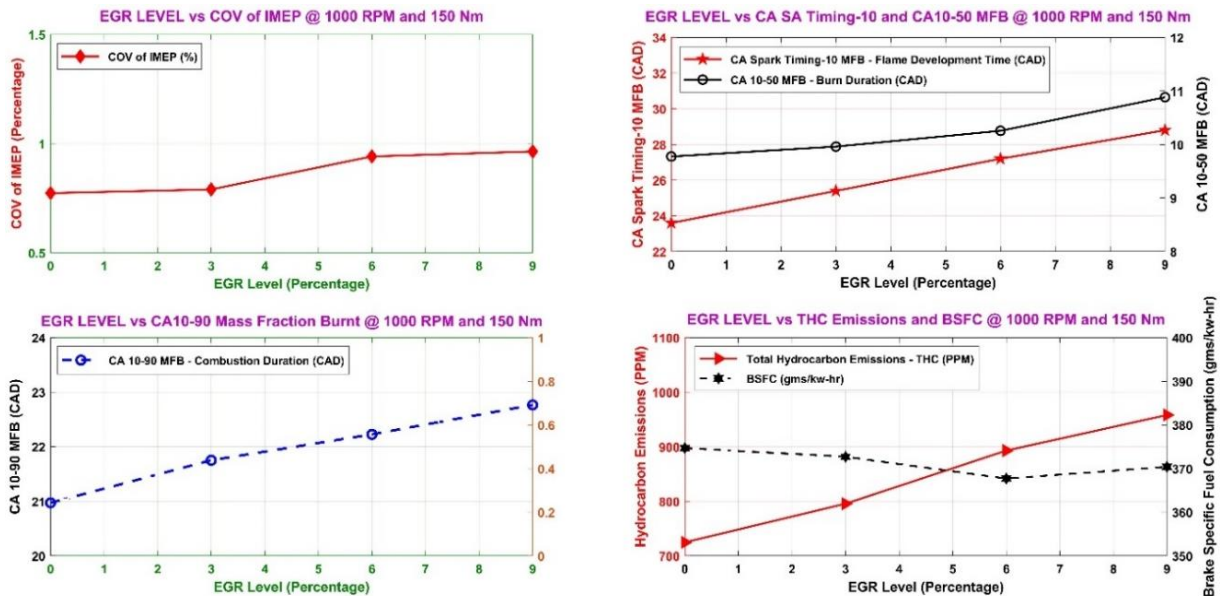 EGR LEVEL vs COV of IMEP @ 1000 RPM and 150 Nm
COV of IMEP (Percentage)
1.5
1
0.5
COV of IMEP (%)
0 1 2 3 4 5 6 7 8 9
EGR Level (Percentage)
EGR LEVEL vs CA SA Timing-10 and CA10-50 MFB @ 1000 RPM and 150 Nm
CA Spark Timing-10 MFB (CAD)
34
32
30
28
26
24
22
CA Spark Timing-10 MFB - Flame Development Time (CAD)
CA 10-50 MFB - Burn Duration (CAD)
12
11
10
9
8
CA 10-50 MFB (CAD)
0 1 2 3 4 5 6 7 8 9
EGR Level (Percentage)
EGR LEVEL vs CA10-90 Mass Fraction Burnt @ 1000 RPM and 150 Nm
CA 10-90 MFB (CAD)
24
23
22
21
20
CA 10-90 MFB - Combustion Duration (CAD)
1
0.8
0.6
0.4
0.2
0
0 1 2 3 4 5 6 7 8 9
EGR Level (Percentage)
EGR LEVEL vs THC Emissions and BSFC @ 1000 RPM and 150 Nm
Hydrocarbon Emissions (PPM)
1100
1000
900
800
700
Total Hydrocarbon Emissions - THC (PPM)
BSFC (gms/kw-hr)
400
390
380
370
360
350
Brake Specific Fuel Consumption (gms/kw-hr)
0 1 2 3 4 5 6 7 8 9
EGR Level (Percentage)